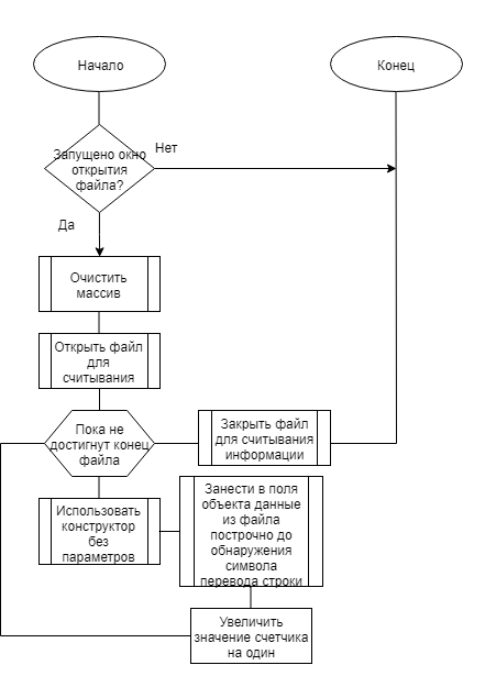 Начало
Конец
Запущено окно
открытия
файла?
Нет
Да
Очистить
массив
Открыть файл
для
считывания
Пока не
достигнут конец
файла
Закрыть файл
для считывания
информации
Использовать
конструктор
без
параметров
Занести в поля
объекта данные
из файла
построчно до
обнаружения
символа
перевода строки
Увеличить
значение счетчика
на один